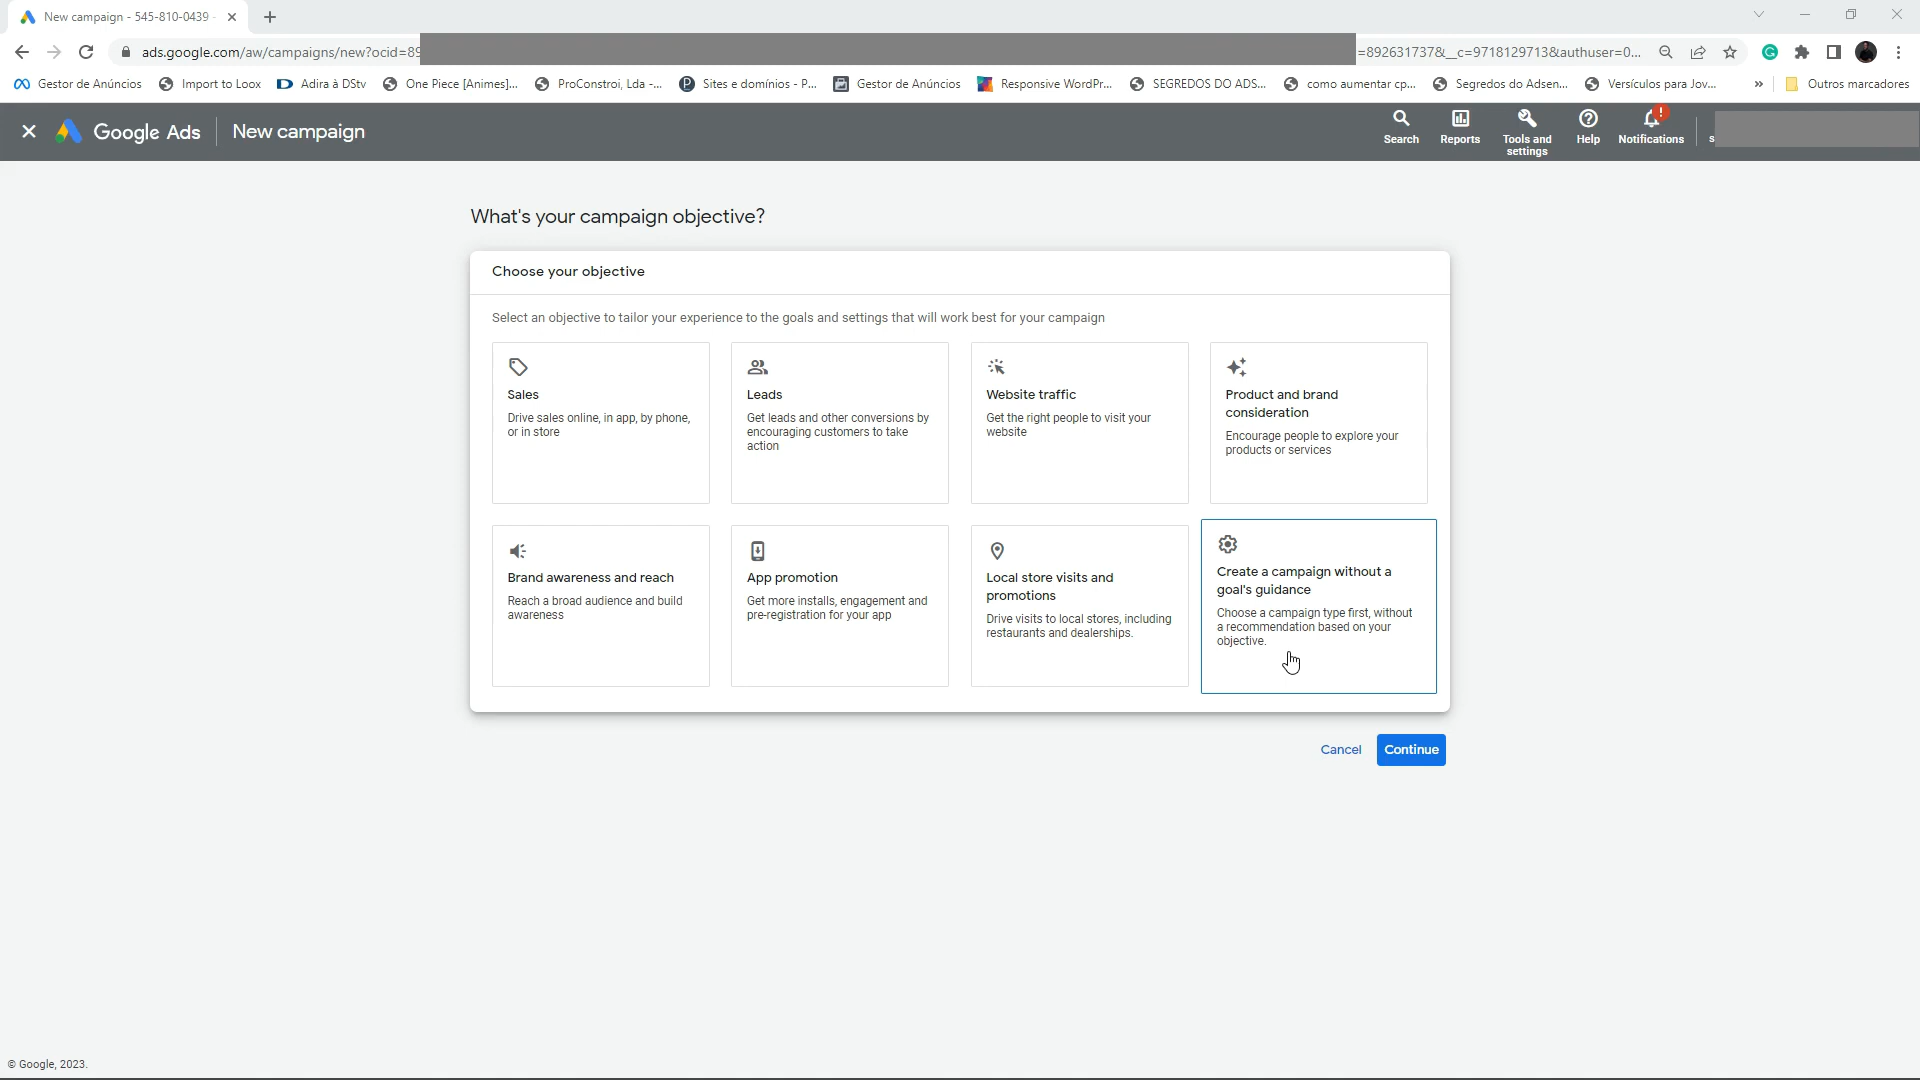 New campaign - 545-810-0439 -
ads.google.com/aw/campaigns/new?ocid=89
=892631737&__c=9718129713&authuser=0...
Gestor de Anúncios
Import to Loox
Adira à DStv
One Piece [Animes]...
ProConstroi, Lda -...
Sites e domínios - P...
Gestor de Anúncios
Responsive WordPr...
SEGREDOS DO ADS...
como aumentar cp...
Segredos do Adsen...
Versículos para Jov...
»
Outros marcadores
Google Ads
New campaign
Search
Reports
Tools and
settings
Help
!
Notifications
s
What's your campaign objective?
Choose your objective
Select an objective to tailor your experience to the goals and settings that will work best for your campaign
Sales
Drive sales online, in app, by phone,
or in store
Leads
Get leads and other conversions by
encouraging customers to take
action
Website traffic
Get the right people to visit your
website
Product and brand
consideration
Encourage people to explore your
products or services
Brand awareness and reach
Reach a broad audience and build
awareness
App promotion
Get more installs, engagement and
pre-registration for your app
Local store visits and
promotions
Drive visits to local stores, including
restaurants and dealerships.
Create a campaign without a
goal's guidance
Choose a campaign type first, without
a recommendation based on your
objective.
Cancel
Continue
© Google, 2023.